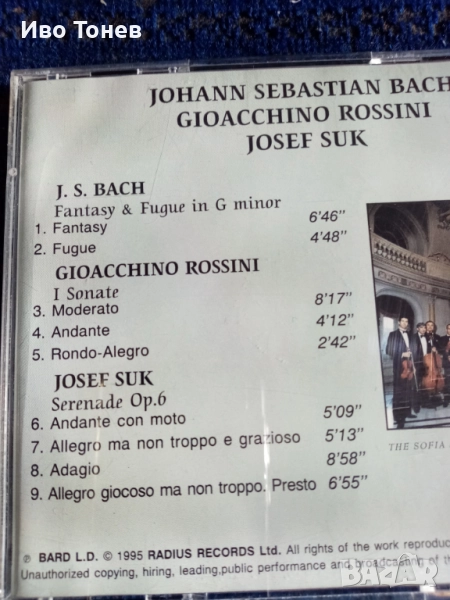 Иво Тонев
JOHANN SEBASTIAN BACH
GIOACCHINO ROSSINI
JOSEF SUK
J. S. BACH
Fantasy & Fugue in G minor
1. Fantasy 6'46"
2. Fugue 4'48"
GIOACCHINO ROSSINI
I Sonate
3. Moderato 8'17"
4. Andante 4'12"
5. Rondo-Alegro 2'42"
JOSEF SUK
Serenade Op.6
6. Andante con moto 5'09"
7. Allegro ma non troppo e grazioso 5'13"
8. Adagio 8'58"
9. Allegro giocoso ma non troppo. Presto 6'55"
THE SOFIA
℗ BARD L.D. © 1995 RADIUS RECORDS Ltd. All rights of the work reproduc
Unauthorized copying, hiring, leading,public performance and broadcasting of the
bazar